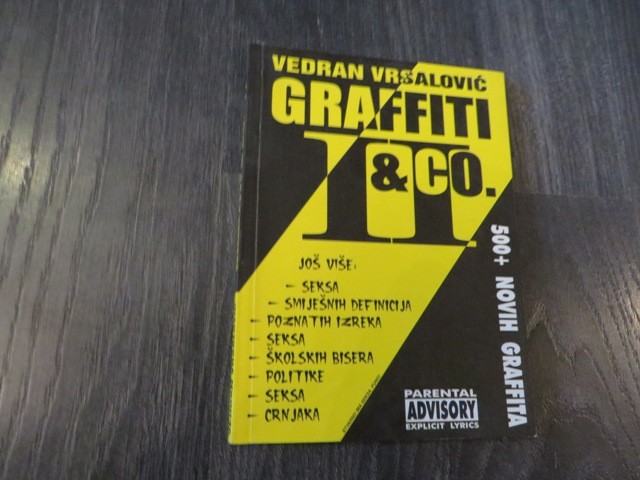 VEDRAN VRSALOVIĆ
GRAFFITI
II
& CO.
JOŠ VIŠE:
- SEKSA
- SMIJEŠNIH DEFINICIJA
- POZNATIH IZREKA
- SEKSA
- ŠKOLSKIH BISERA
- POLITIKE
- SEKSA
- CRNJAKA
500+ NOVIH GRAFFITA
PARENTAL
ADVISORY
EXPLICIT LYRICS